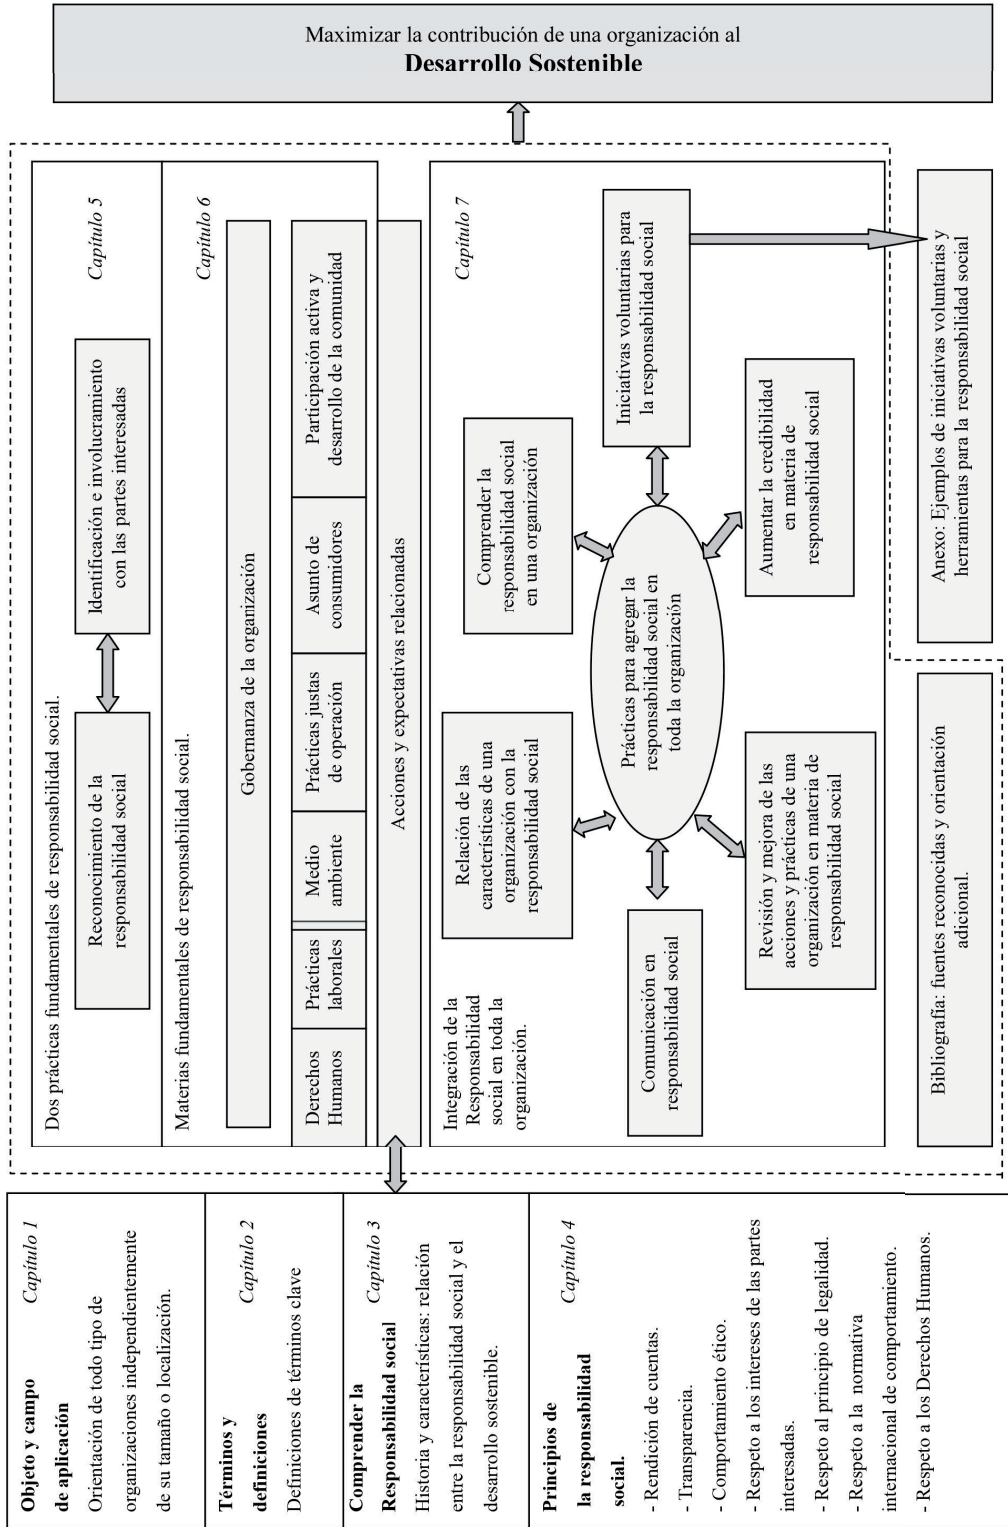 Objeto y campo
Capítulo 1
de aplicación
Orientación de todo tipo de
organizaciones independientemente
de su tamaño o localización.
Términos y
Capítulo 2
definiciones
Definiciones de términos clave
Comprender la
Capítulo 3
Responsabilidad social
Historia y características: relación
entre la responsabilidad social y el
desarrollo sostenible.
Principios de
Capítulo 4
la responsabilidad
social.
- Rendición de cuentas.
- Transparencia.
- Comportamiento ético.
- Respeto a los intereses de las partes
interesadas.
- Respeto al principio de legalidad.
- Respeto a la normativa
internacional de comportamiento.
- Respeto a los Derechos Humanos.
Dos prácticas fundamentales de responsabilidad social.
Capítulo 5
Reconocimiento de la
responsabilidad social
Identificación e involucramiento
con las partes interesadas
Materias fundamentales de responsabilidad social.
Capítulo 6
Gobernanza de la organización
Derechos
Humanos
Prácticas
laborales
Medio
ambiente
Prácticas justas
de operación
Asunto de
consumidores
Participación activa y
desarrollo de la comunidad
Acciones y expectativas relacionadas
Integración de la
Responsabilidad
social en toda la
organización.
Capítulo 7
Relación de las
características de una
organización con la
responsabilidad social
Comprender la
responsabilidad social
en una organización
Comunicación en
responsabilidad social
Prácticas para agregar la
responsabilidad social en
toda la organización
Iniciativas voluntarias para
la responsabilidad social
Revisión y mejora de las
acciones y prácticas de una
organización en materia de
responsabilidad social
Aumentar la credibilidad
en materia de
responsabilidad social
Bibliografía: fuentes reconocidas y orientación
adicional.
Anexo: Ejemplos de iniciativas voluntarias y
herramientas para la responsabilidad social
Maximizar la contribución de una organización al
Desarrollo Sostenible